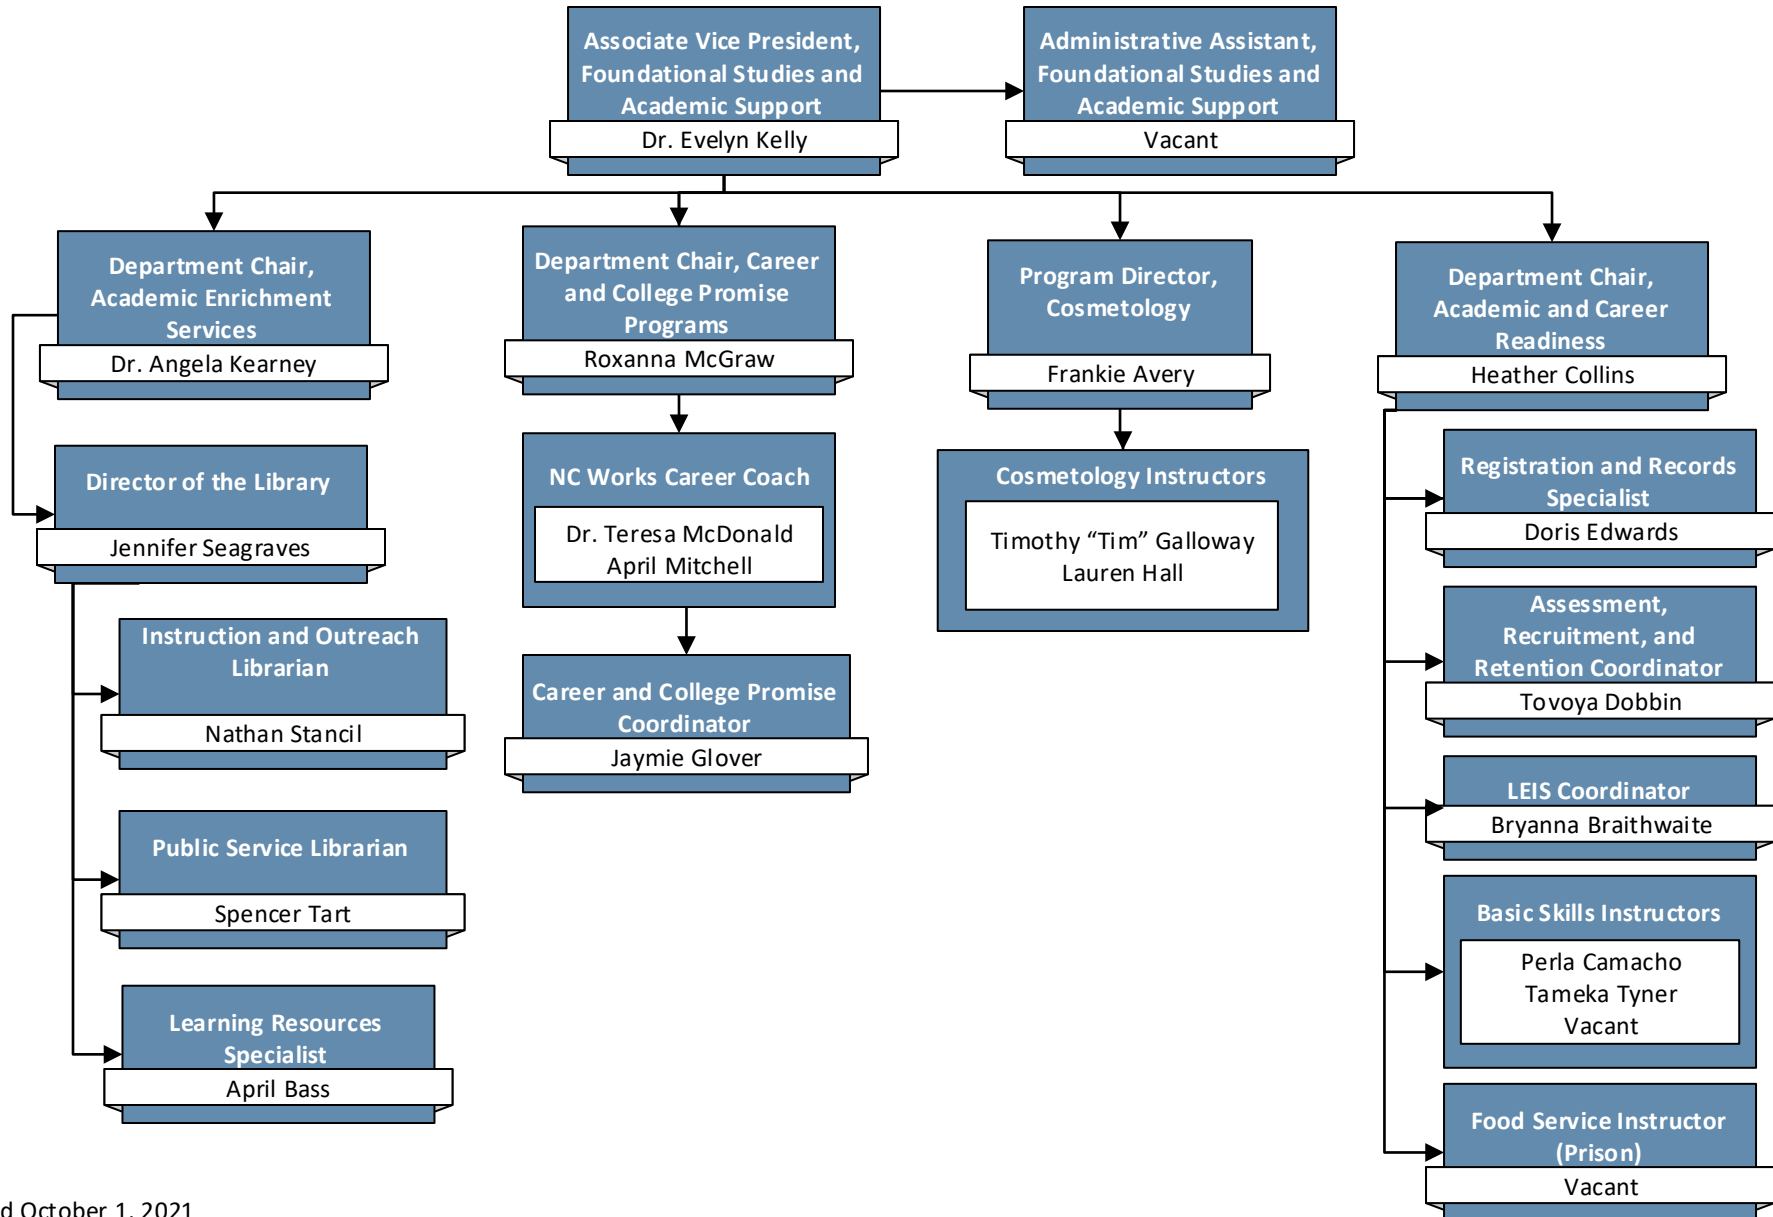 Associate Vice President,
Foundational Studies and
Academic Support
Dr. Evelyn Kelly
Administrative Assistant,
Foundational Studies and
Academic Support
Vacant
Department Chair,
Academic Enrichment
Services
Dr. Angela Kearney
Director of the Library
Jennifer Seagraves
Instruction and Outreach
Librarian
Nathan Stancil
Public Service Librarian
Spencer Tart
Learning Resources
Specialist
April Bass
Department Chair, Career
and College Promise
Programs
Roxanna McGraw
NC Works Career Coach
Dr. Teresa McDonald
April Mitchell
Career and College Promise
Coordinator
Jaymie Glover
Program Director,
Cosmetology
Frankie Avery
Cosmetology Instructors
Timothy “Tim” Galloway
Lauren Hall
Department Chair,
Academic and Career
Readiness
Heather Collins
Registration and Records
Specialist
Doris Edwards
Assessment,
Recruitment, and
Retention Coordinator
Tovoya Dobbin
LEIS Coordinator
Bryanna Braithwaite
Basic Skills Instructors
Perla Camacho
Tameka Tyner
Vacant
Food Service Instructor
(Prison)
Vacant
October 1, 2021